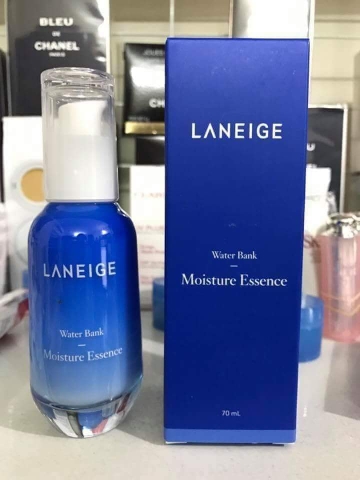 BLEU
DE
CHANEL
PARIS
LANEIGE
Water Bank
Moisture Essence
LANEIGE
Water Bank
Moisture Essence
70 mL